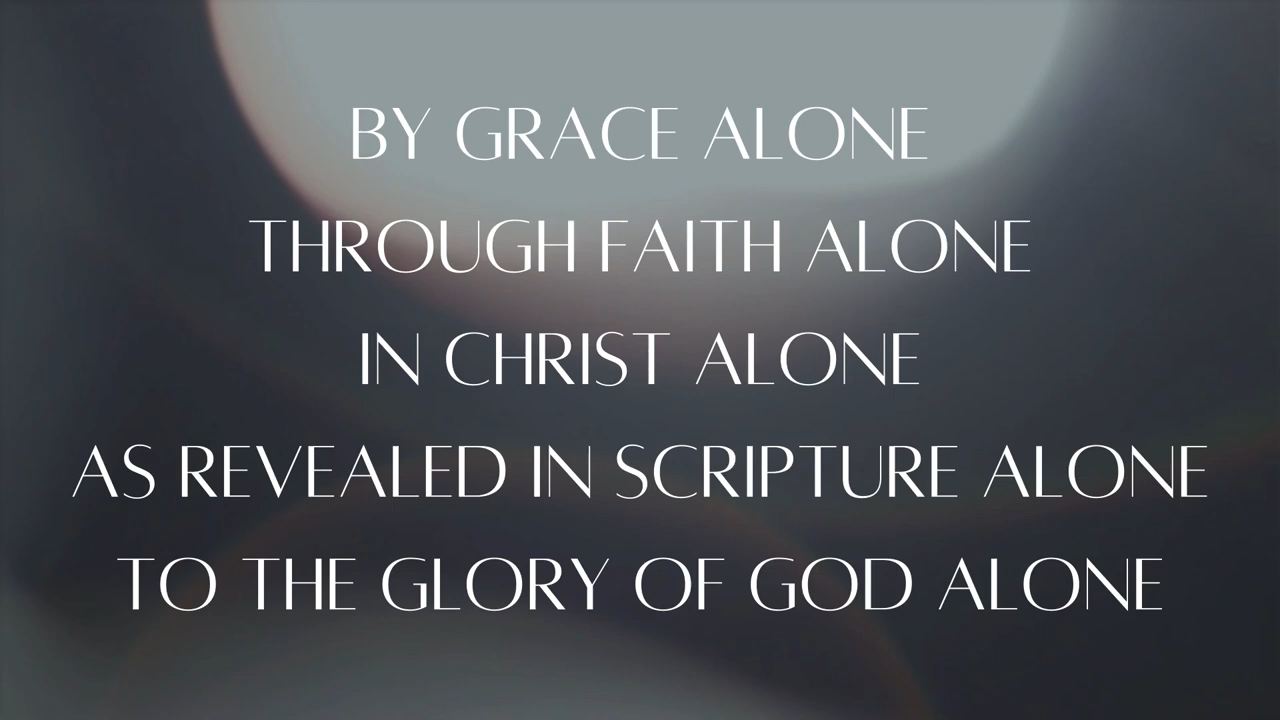 BY GRACE ALONE
THROUGH FAITH ALONE
IN CHRIST ALONE
AS REVEALED IN SCRIPTURE ALONE
TO THE GLORY OF GOD ALONE